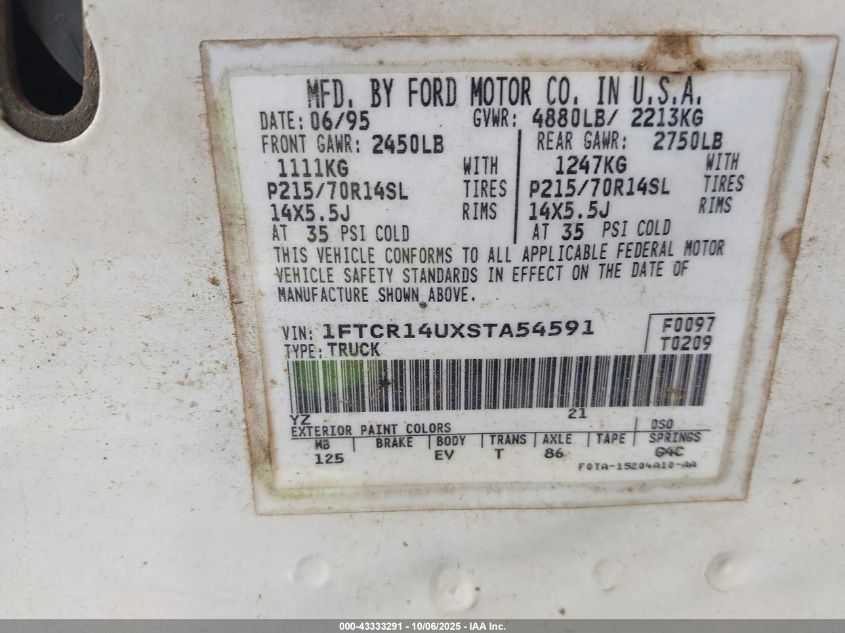 MFD. BY FORD MOTOR CO. IN U.S.A.
DATE: 06/95 GVWR: 4880LB/ 2213KG
FRONT GAWR: 2450LB REAR GAWR: 2750LB
1111KG WITH 1247KG WITH
P215/70R14SL TIRES P215/70R14SL TIRES
14X5.5J RIMS 14X5.5J RIMS
AT 35 PSI COLD AT 35 PSI COLD
THIS VEHICLE CONFORMS TO ALL APPLICABLE FEDERAL MOTOR
VEHICLE SAFETY STANDARDS IN EFFECT ON THE DATE OF
MANUFACTURE SHOWN ABOVE.
VIN: 1FTCR14UXSTA54591 F0097
TYPE: TRUCK T0209
YZ 21
EXTERIOR PAINT COLORS DSO
WB BRAKE BODY TRANS AXLE TAPE SPRINGS
125 EV T 86 G4C
F0TA-15204A10-AA
000-43333291 - 10/06/2025 - IAA Inc.